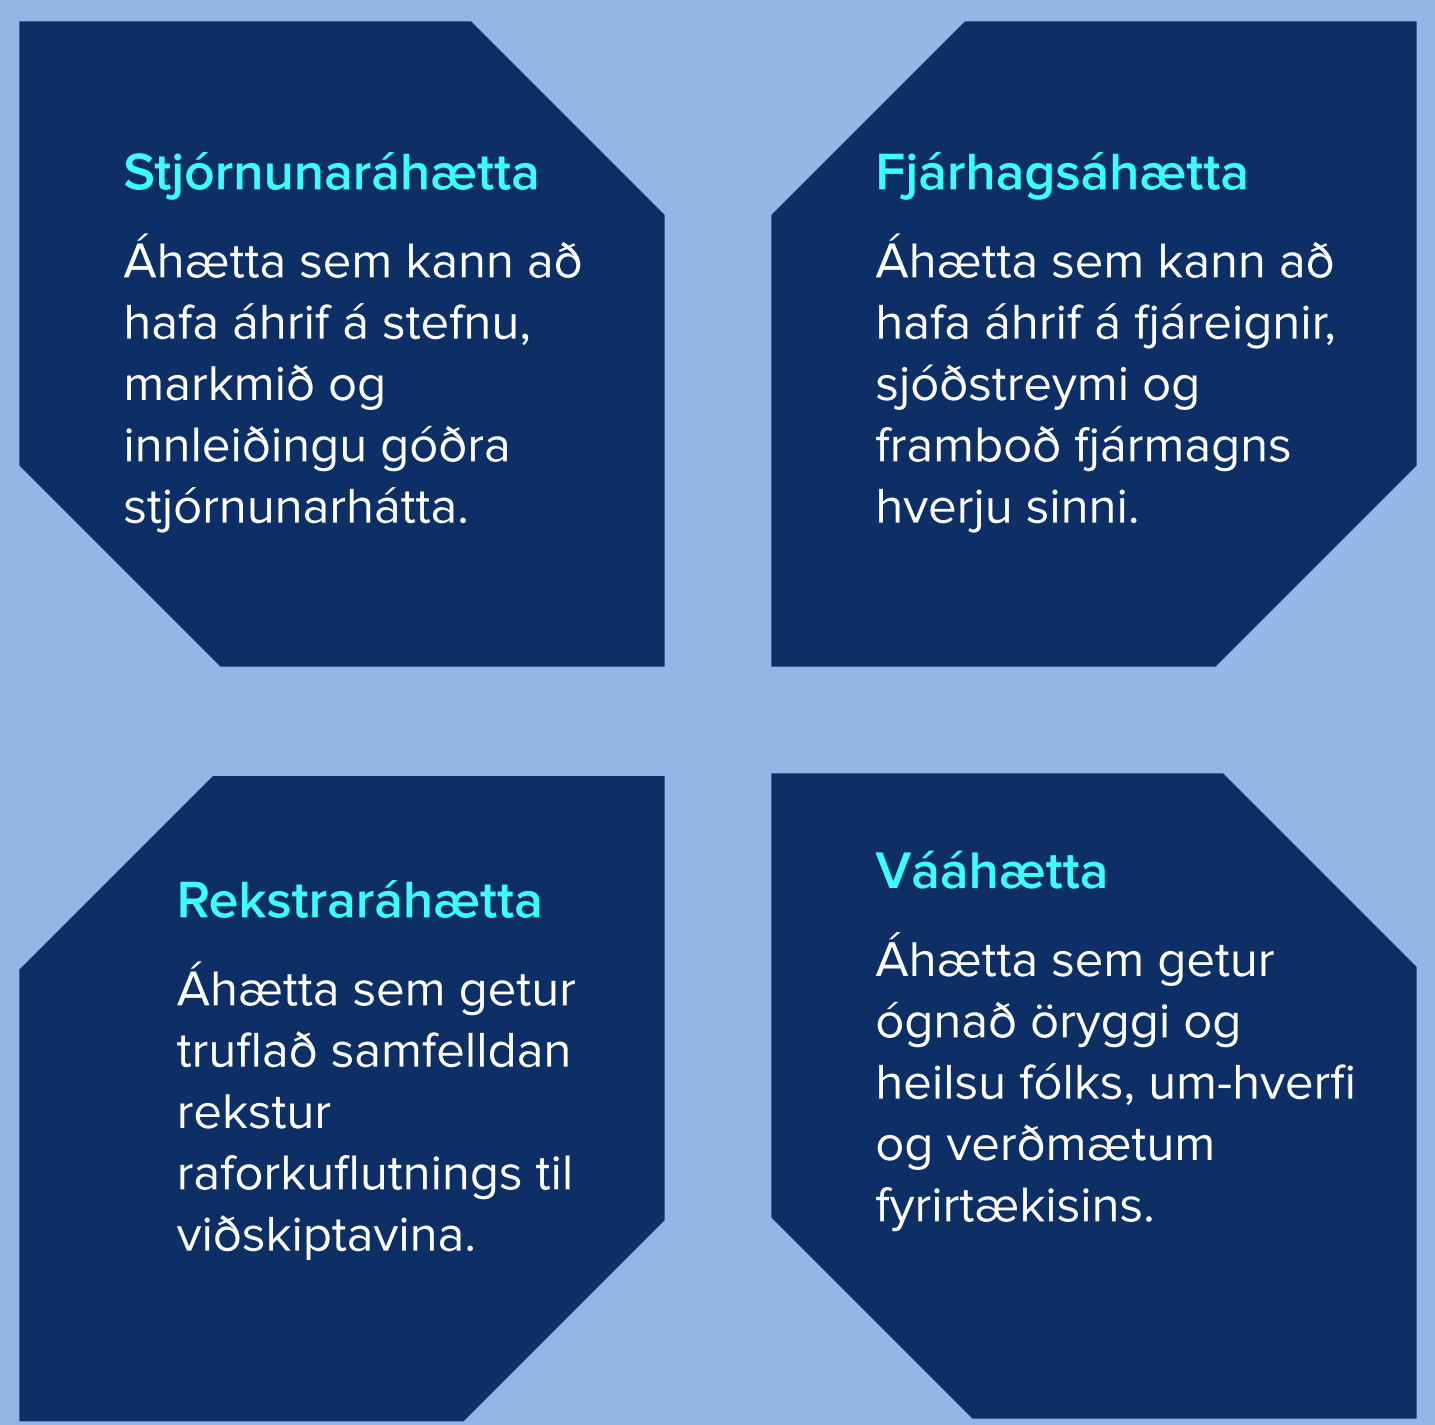 Stjórnunaráhætta
Áhætta sem kann að
hafa áhrif á stefnu,
markmið og
innleiðingu góðra
stjórnunarhátta.
Fjárhagsáhætta
Áhætta sem kann að
hafa áhrif á fjáreignir,
sjóðstreymi og
framboð fjármagns
hverju sinni.
Rekstraráhætta
Áhætta sem getur
truflað samfelldan
rekstur
raforkuflutnings til
viðskiptavina.
Vááhætta
Áhætta sem getur
ógnað öryggi og
heilsu fólks, um-hverfi
og verðmætum
fyrirtækisins.